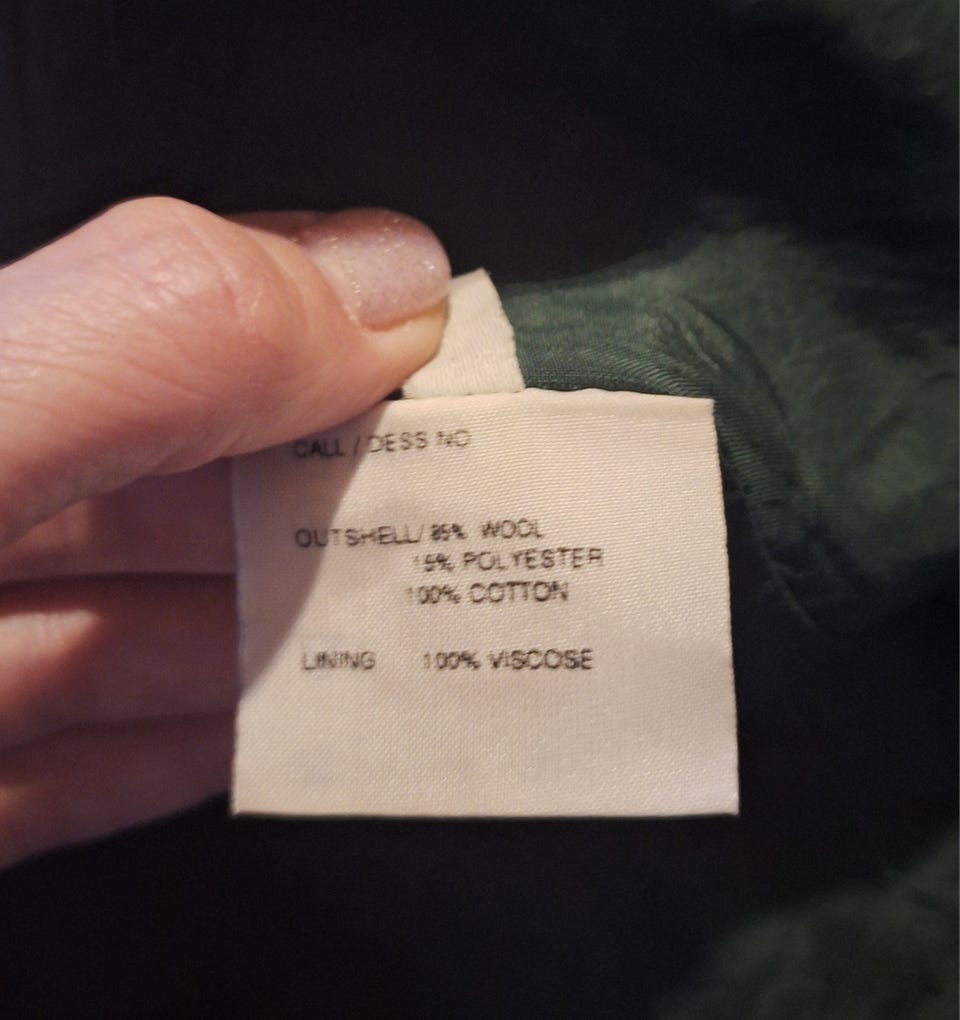 CALL / DESS NO
OUTSHELL/ 85% WOOL
15% POLYESTER
100% COTTON
LINING 100% VISCOSE